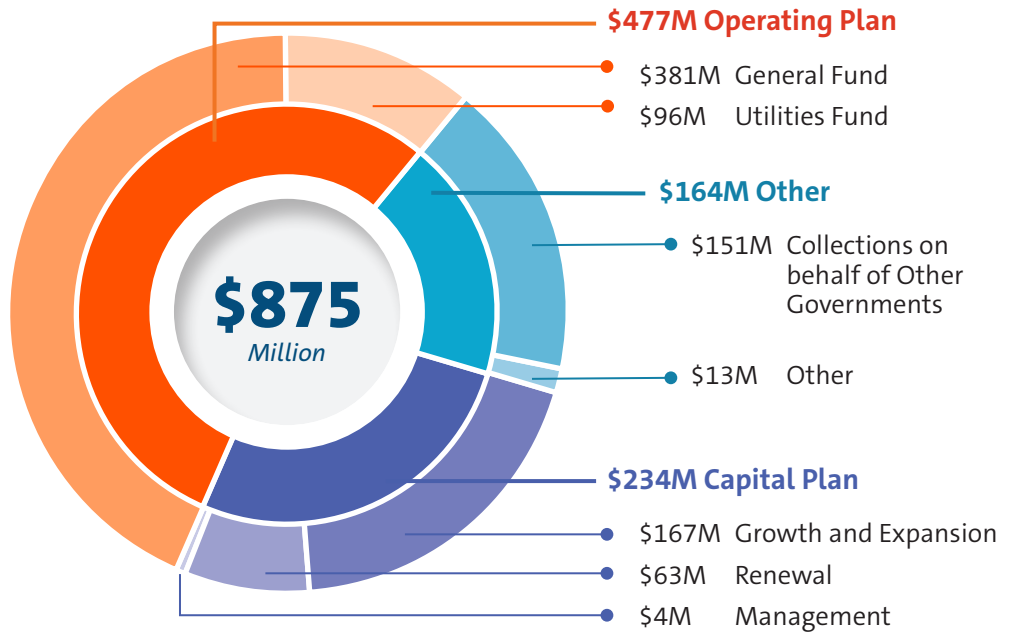 $477M Operating Plan
$381M General Fund
$96M Utilities Fund
$164M Other
$151M Collections on
behalf of Other
Governments
$13M Other
$875
Million
$234M Capital Plan
$167M Growth and Expansion
$63M Renewal
$4M Management